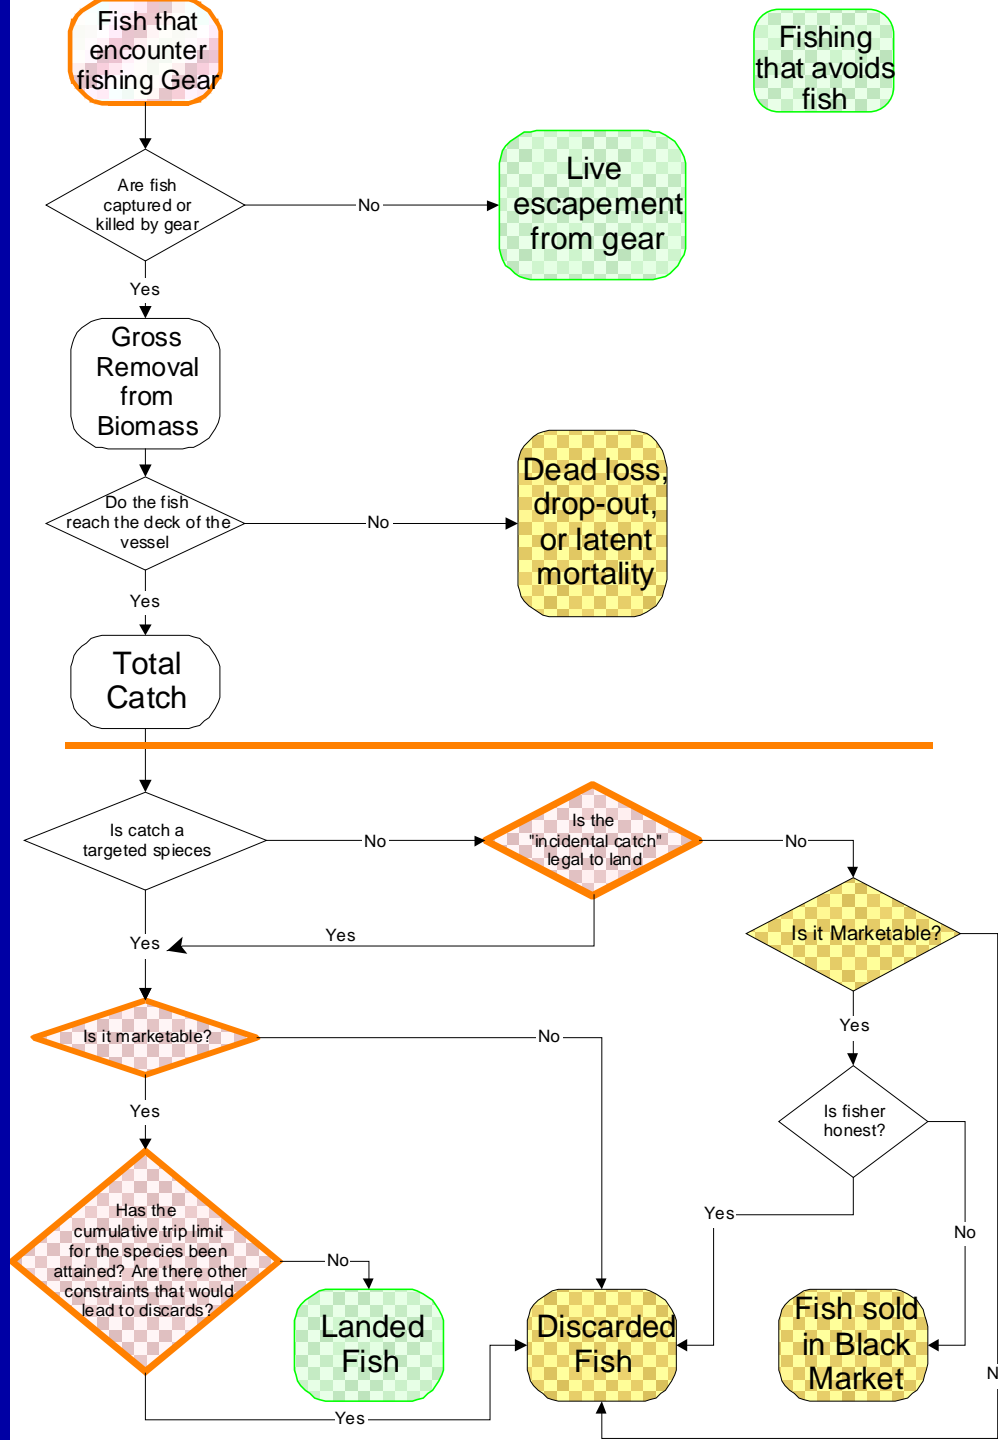 Fish that
encounter
fishing Gear
Fishing
that avoids
fish
Are fish
captured or
killed by gear
No
Live
escapement
from gear
Yes
Gross
Removal
from
Biomass
Do the fish
reach the deck of the
vessel
No
Dead loss,
drop-out,
or latent
mortality
Yes
Total
Catch
Is catch a
targeted spieces
No
Is the
"incidental catch"
legal to land
No
Is it Marketable?
Yes
Yes
Is it marketable?
No
Yes
Is fisher
honest?
Yes
Has the
cumulative trip limit
for the species been
attained? Are there other
constraints that would
lead to discards?
No
Yes
No
Landed
Fish
Discarded
Fish
Fish sold
in Black
Market
N
Yes